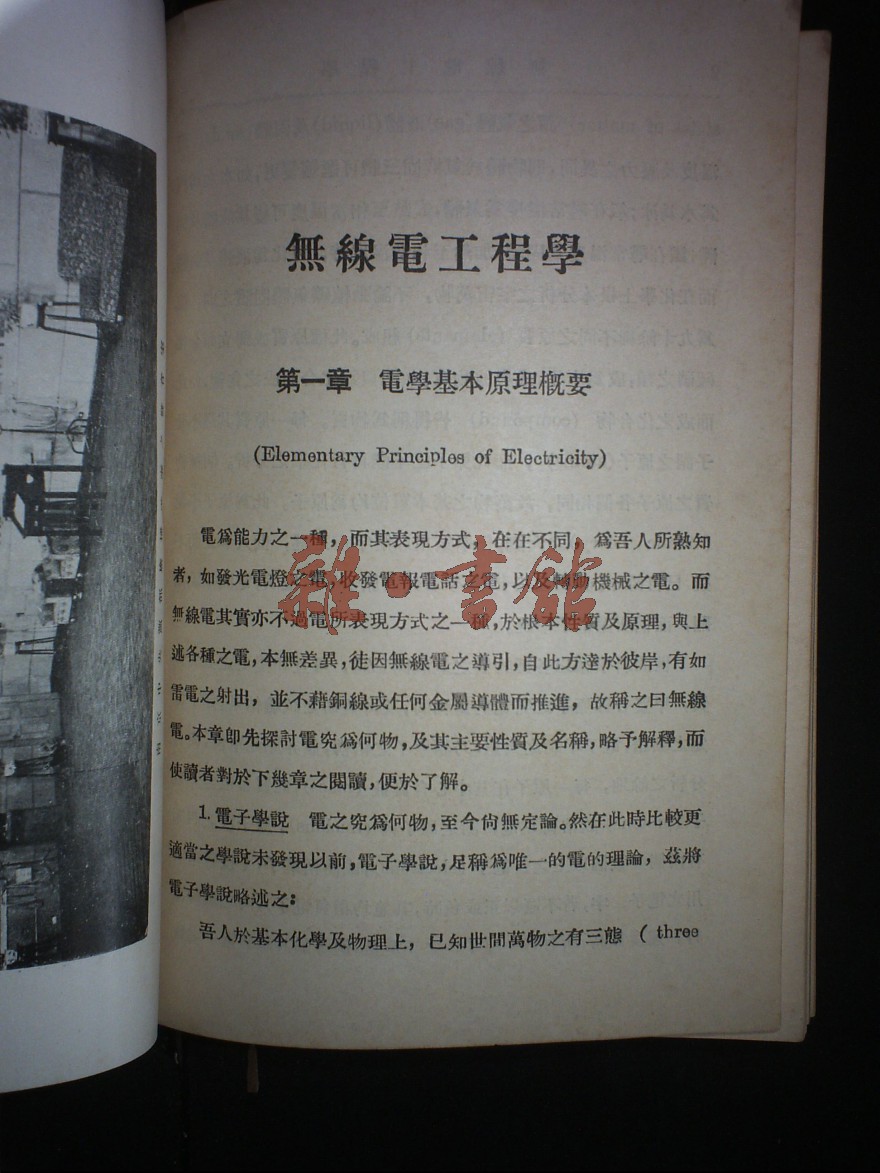 無線電工程學
第一章 電學基本原理概要
(Elementary Principles of Electricity)
電爲能力之一種，而其表現方式，在在不同，爲吾人所熟知
者，如發光電燈之電，收發電報電話之電，以及轉動機械之電。而
無線電其實亦不過電所表現方式之一種，於根本性質及原理，與上
述各種之電，本無差異，徒因無線電之導引，自此方達於彼岸，有如
雷電之射出，並不藉銅線或任何金屬導體而推進，故稱之曰無線
電。本章卽先探討電究爲何物，及其主要性質及名稱，略予解釋，而
使讀者對於下幾章之閱讀，便於了解。
1. 電子學說 電之究爲何物，至今尙無定論。然在此時比較更
適當之學說未發現以前，電子學說，足稱爲唯一的電的理論，茲將
電子學說略述之：
吾人於基本化學及物理上，已知世間萬物之有三態 ( three
雜·書館